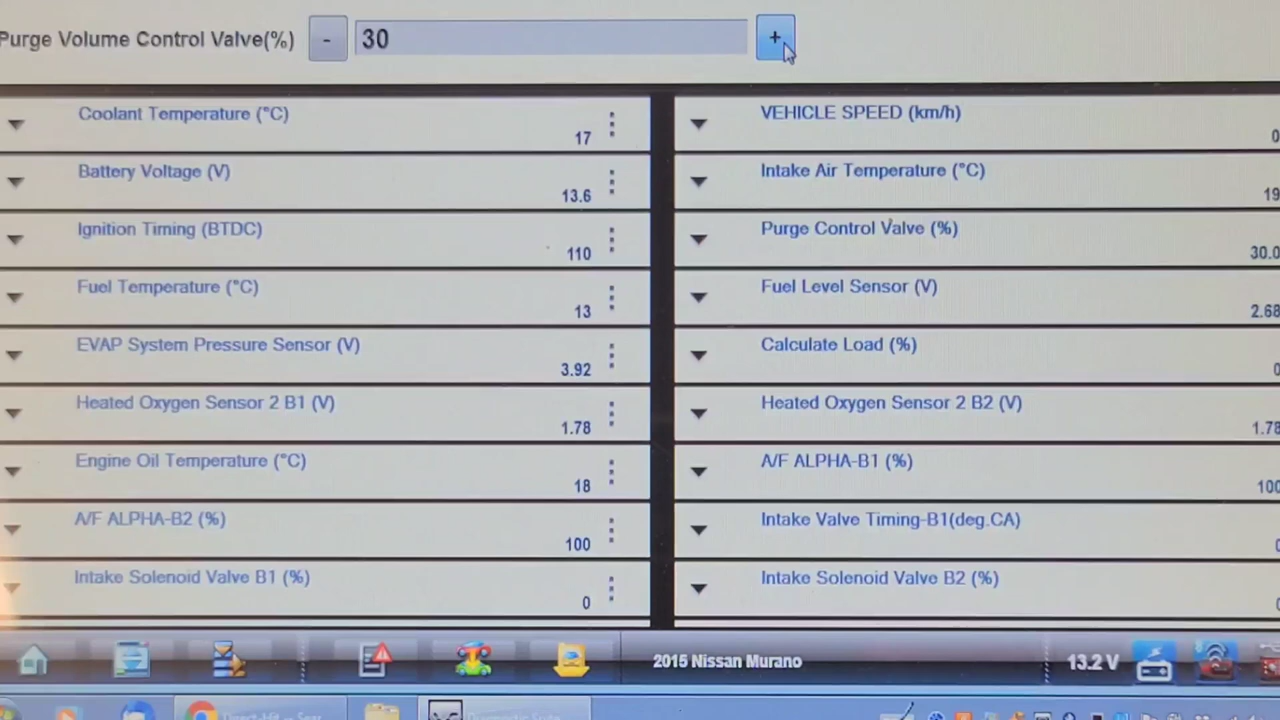 Purge Volume Control Valve(%) - 30 +
Coolant Temperature (°C)
17
VEHICLE SPEED (km/h)
0
Battery Voltage (V)
13.6
Intake Air Temperature (°C)
19
Ignition Timing (BTDC)
110
Purge Control Valve (%)
30.0
Fuel Temperature (°C)
13
Fuel Level Sensor (V)
2.68
EVAP System Pressure Sensor (V)
3.92
Calculate Load (%)
0
Heated Oxygen Sensor 2 B1 (V)
1.78
Heated Oxygen Sensor 2 B2 (V)
1.78
Engine Oil Temperature (°C)
18
A/F ALPHA-B1 (%)
100
A/F ALPHA-B2 (%)
100
Intake Valve Timing-B1(deg.CA)
0
Intake Solenoid Valve B1 (%)
0
Intake Solenoid Valve B2 (%)
0
2015 Nissan Murano
13.2 V